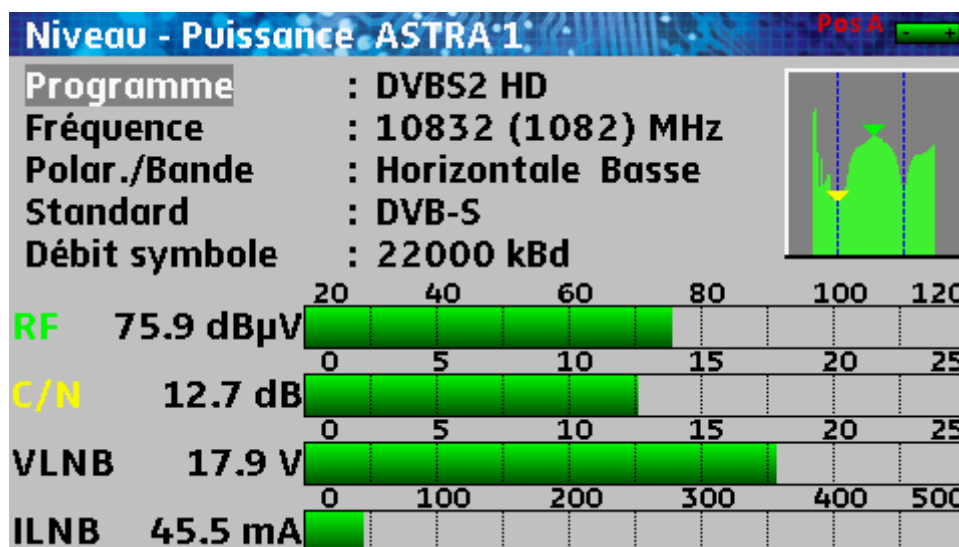 Niveau - Puissance ASTRA 1 Pos A - +
Programme : DVBS2 HD
Fréquence : 10832 (1082) MHz
Polar./Bande : Horizontale Basse
Standard : DVB-S
Débit symbole : 22000 kBd
20 40 60 80 100 120
RF 75.9 dBµV
0 5 10 15 20 25
C/N 12.7 dB
0 5 10 15 20 25
VLNB 17.9 V
0 100 200 300 400 500
ILNB 45.5 mA